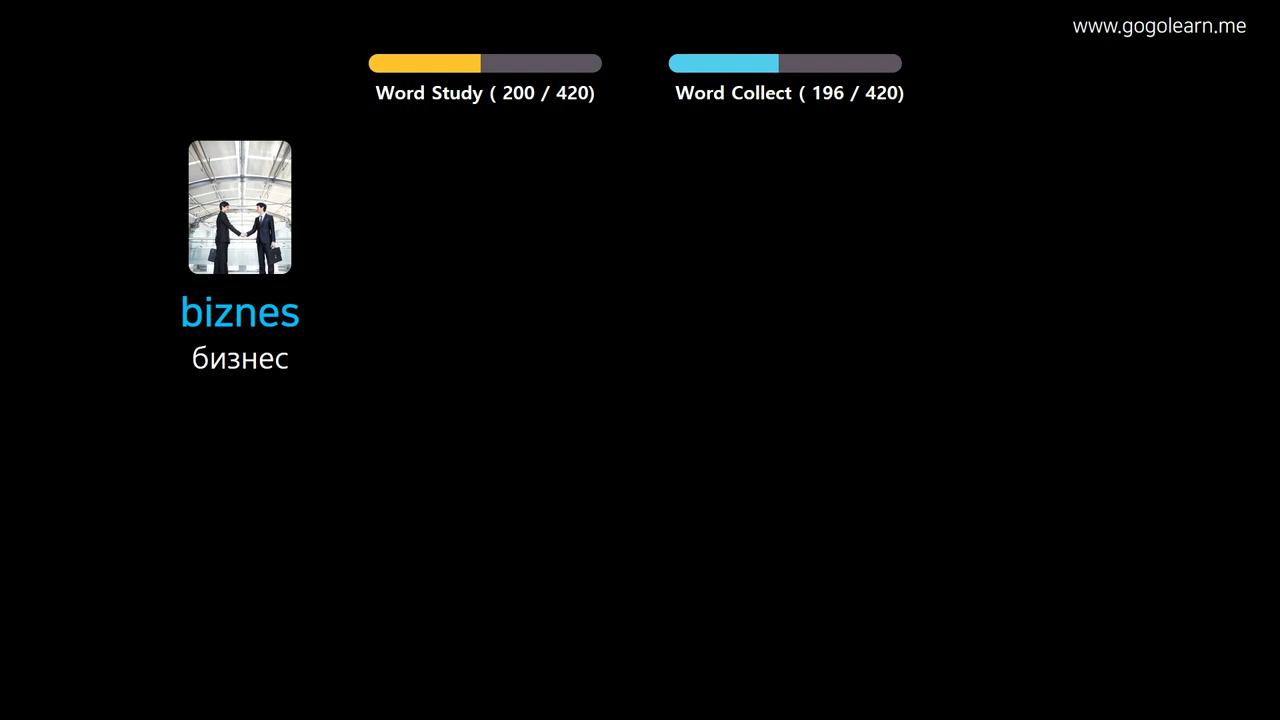 www.gogolearn.me
Word Study ( 200 / 420)
Word Collect ( 196 / 420)
biznes
бизнес